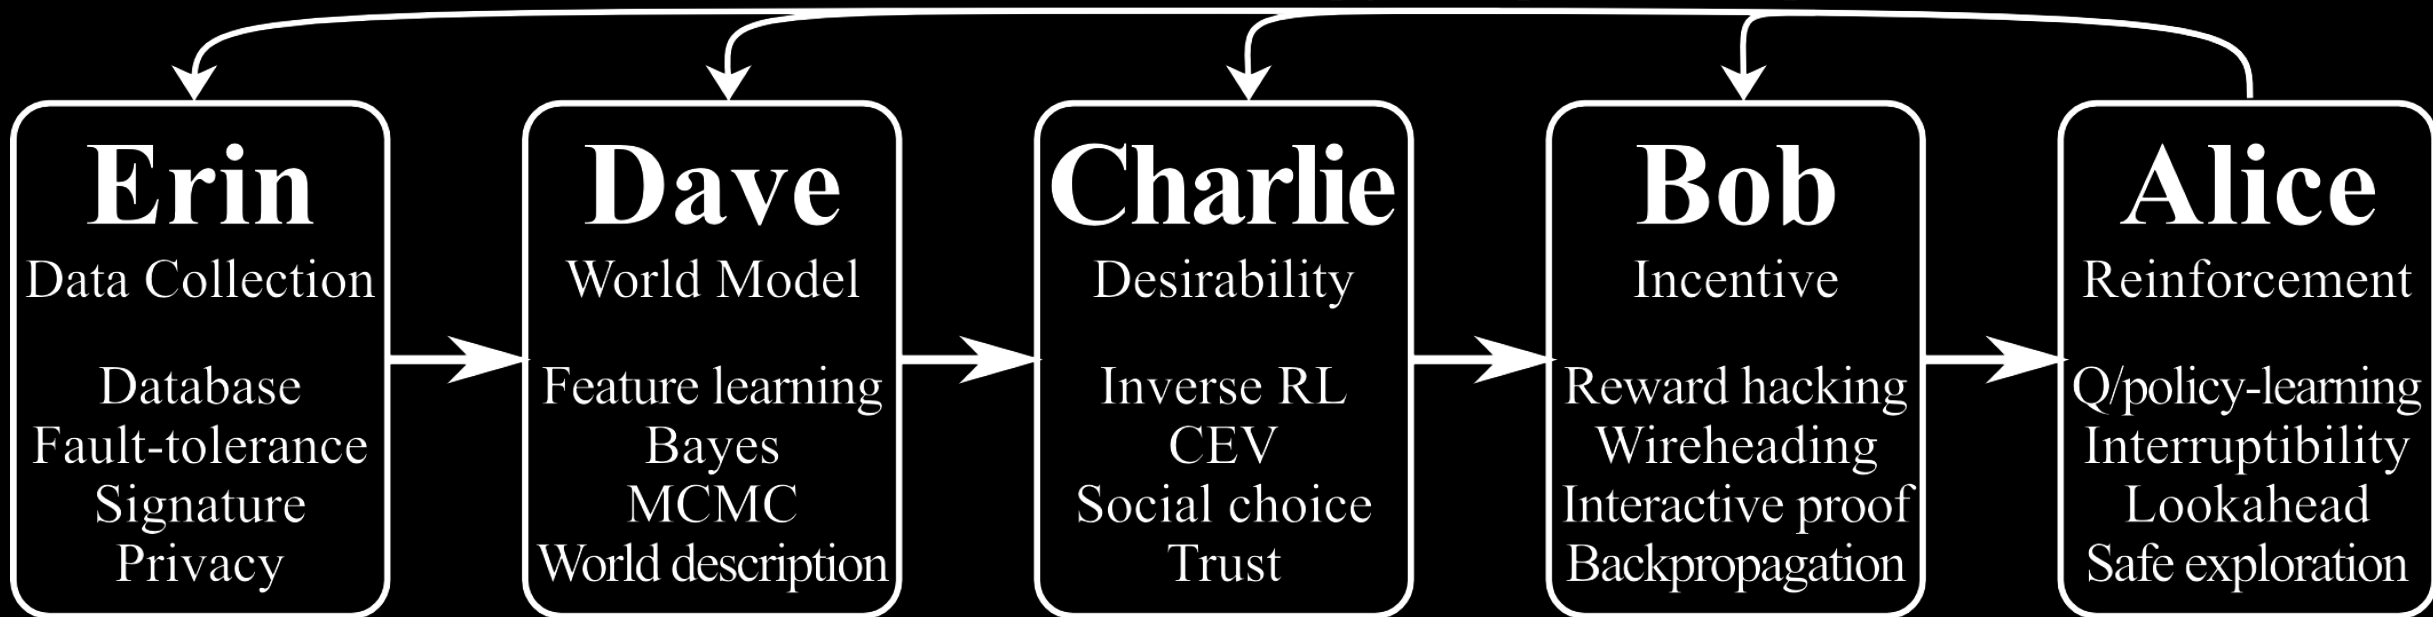 Erin
Data Collection
Database
Fault-tolerance
Signature
Privacy
Dave
World Model
Feature learning
Bayes
MCMC
World description
Charlie
Desirability
Inverse RL
CEV
Social choice
Trust
Bob
Incentive
Reward hacking
Wireheading
Interactive proof
Backpropagation
Alice
Reinforcement
Q/policy-learning
Interruptibility
Lookahead
Safe exploration